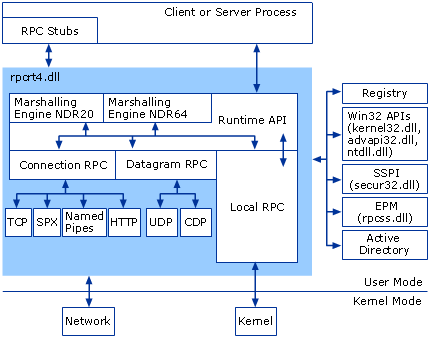 Client or Server Process
RPC Stubs
rpcrt4.dll
Marshalling
Engine NDR20
Marshalling
Engine NDR64
Runtime API
Connection RPC
Datagram RPC
Local RPC
TCP
SPX
Named
Pipes
HTTP
UDP
CDP
Registry
Win32 APIs
(kernel32.dll,
advapi32.dll,
ntdll.dll)
SSPI
(secur32.dll)
EPM
(rpcss.dll)
Active
Directory
User Mode
Kernel Mode
Network
Kernel